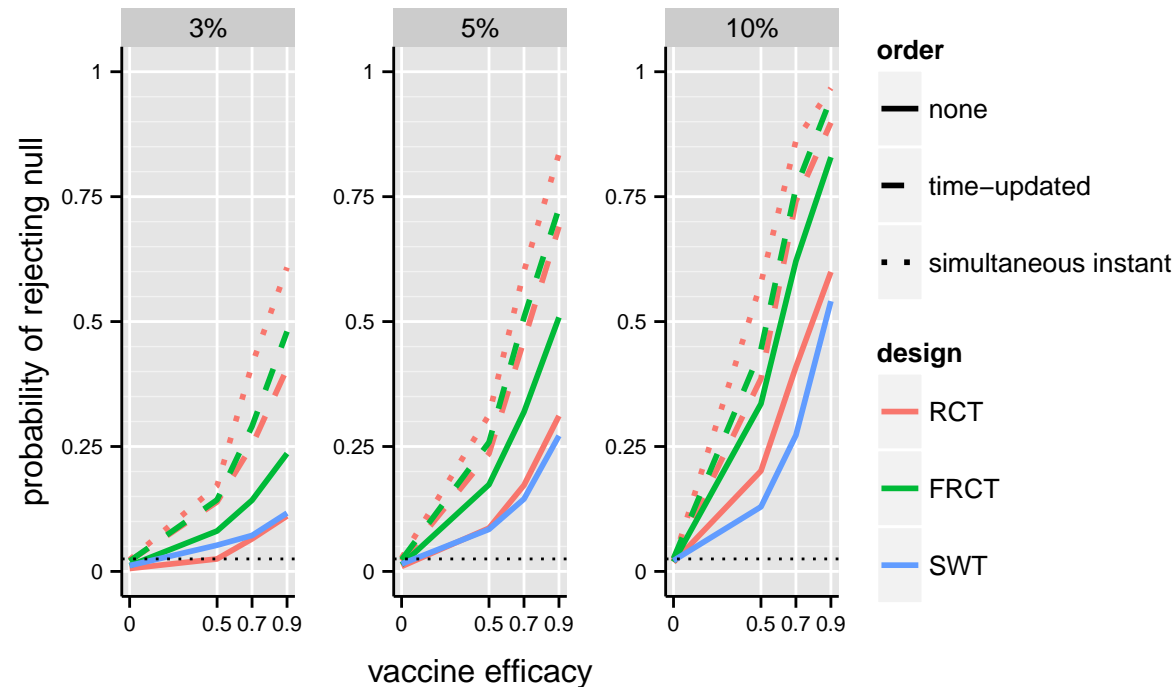 3%
5%
10%
probability of rejecting null
1
0.75
0.5
0.25
0
0 0.5 0.7 0.9
1
0.75
0.5
0.25
0
0 0.5 0.7 0.9
1
0.75
0.5
0.25
0
0 0.5 0.7 0.9
vaccine efficacy
order
none
time−updated
simultaneous instant
design
RCT
FRCT
SWT